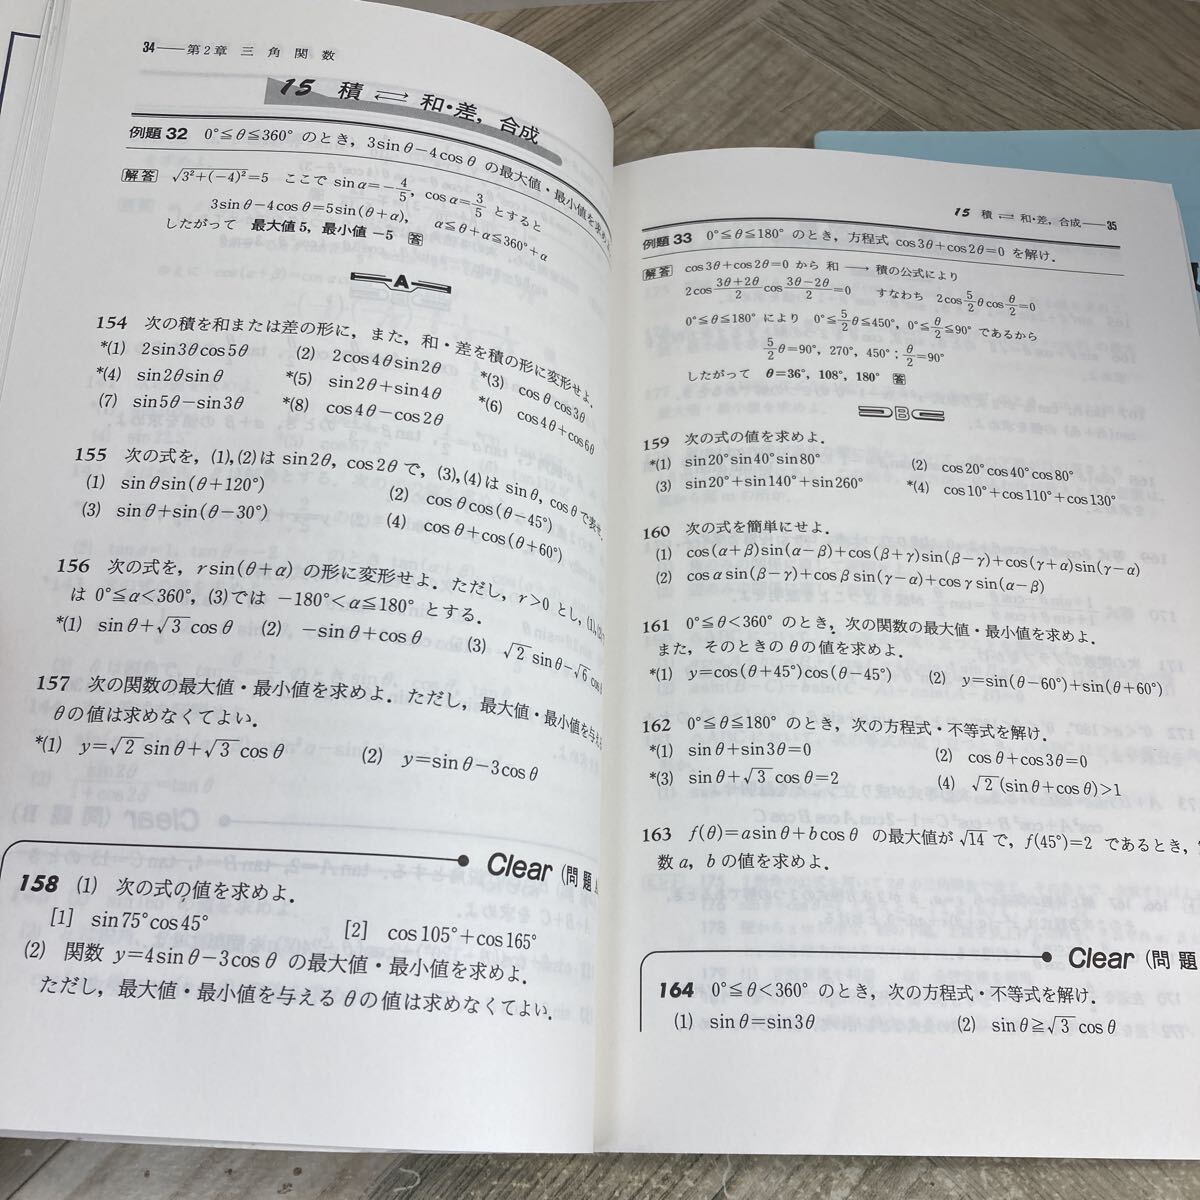 34——第2章 三角関数
15 積 ⇄ 和・差，合成
例題 32 0°≦θ≦360° のとき，3sinθ−4cosθ の最大値・最小値を求めよ
解答 √3²+(−4)²=5 ここで sinα=−4/5，cosα=3/5 とすると
3sinθ−4cosθ=5sin(θ+α)， α≦θ+α≦360°+α
したがって 最大値 5，最小値 −5 答
A
154 次の積を和または差の形に，また，和・差を積の形に変形せよ．
*(1) 2sin3θcos5θ (2) 2cos4θsin2θ *(3) cosθcos3θ
*(4) sin2θsinθ *(5) sin2θ+sin4θ *(6) cos4θ+cos6θ
(7) sin5θ−sin3θ *(8) cos4θ−cos2θ
155 次の式を，(1),(2)は sin2θ，cos2θ で，(3),(4)は sinθ，cosθ で表せ．
(1) sinθsin(θ+120°) (2) cosθcos(θ−45°)
(3) sinθ+sin(θ−30°) (4) cosθ+cos(θ+60°)
156 次の式を，rsin(θ+α) の形に変形せよ．ただし，r>0 とし，(1),(2)で
は 0°≦α<360°，(3)では −180°<α≦180° とする．
*(1) sinθ+√3cosθ (2) −sinθ+cosθ (3) √2sinθ−√6cosθ
157 次の関数の最大値・最小値を求めよ．ただし，最大値・最小値を与える
θの値は求めなくてよい．
*(1) y=√2sinθ+√3cosθ (2) y=sinθ−3cosθ
Clear (問題
158 (1) 次の式の値を求めよ．
[1] sin75°cos45° [2] cos105°+cos165°
(2) 関数 y=4sinθ−3cosθ の最大値・最小値を求めよ．
ただし，最大値・最小値を与える θの値は求めなくてよい．
15 積 ⇄ 和・差，合成——35
例題 33 0°≦θ≦180° のとき，方程式 cos3θ+cos2θ=0 を解け．
解答 cos3θ+cos2θ=0 から 和 ⟶ 積の公式により
2cos(3θ+2θ)/2 cos(3θ−2θ)/2=0 すなわち 2cos5/2θcosθ/2=0
0°≦θ≦180° により 0°≦5/2θ≦450°，0°≦θ/2≦90° であるから
5/2θ=90°，270°，450°；θ/2=90°
したがって θ=36°，108°，180° 答
B
159 次の式の値を求めよ．
*(1) sin20°sin40°sin80° (2) cos20°cos40°cos80°
(3) sin20°+sin140°+sin260° *(4) cos10°+cos110°+cos130°
160 次の式を簡単にせよ．
(1) cos(α+β)sin(α−β)+cos(β+γ)sin(β−γ)+cos(γ+α)sin(γ−α)
(2) cosαsin(β−γ)+cosβsin(γ−α)+cosγsin(α−β)
161 0°≦θ<360° のとき，次の関数の最大値・最小値を求めよ．
また，そのときの θの値を求めよ．
*(1) y=cos(θ+45°)cos(θ−45°) (2) y=sin(θ−60°)+sin(θ+60°)
162 0°≦θ≦180° のとき，次の方程式・不等式を解け．
*(1) sinθ+sin3θ=0 (2) cosθ+cos3θ=0
*(3) sinθ+√3cosθ=2 (4) √2(sinθ+cosθ)>1
163 f(θ)=asinθ+bcosθ の最大値が √14 で，f(45°)=2 であるとき，
数 a，b の値を求めよ．
Clear (問題
164 0°≦θ<360° のとき，次の方程式・不等式を解け．
(1) sinθ=sin3θ (2) sinθ≧√3cosθ